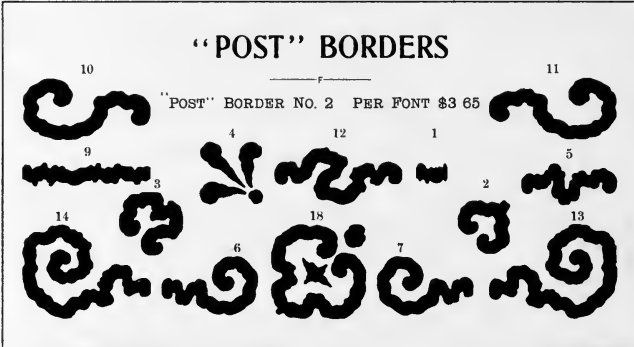 "POST" BORDERS
F
"POST" BORDER NO. 2 PER FONT $3 65
10 11
4 12 1
9 5
3 2
14 18 13
6 7